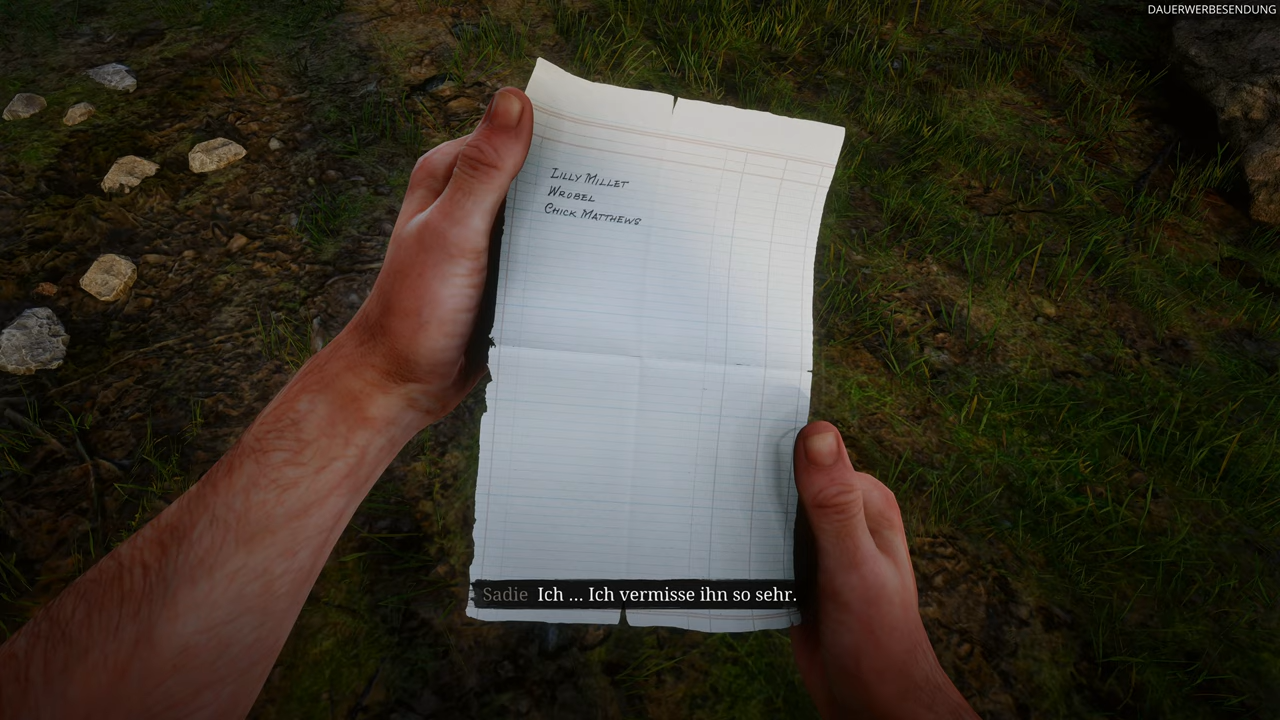 DAUERWERBESENDUNG
LILLY MILLET
WROBEL
CHICK MATTHEWS
Sadie Ich ... Ich vermisse ihn so sehr.